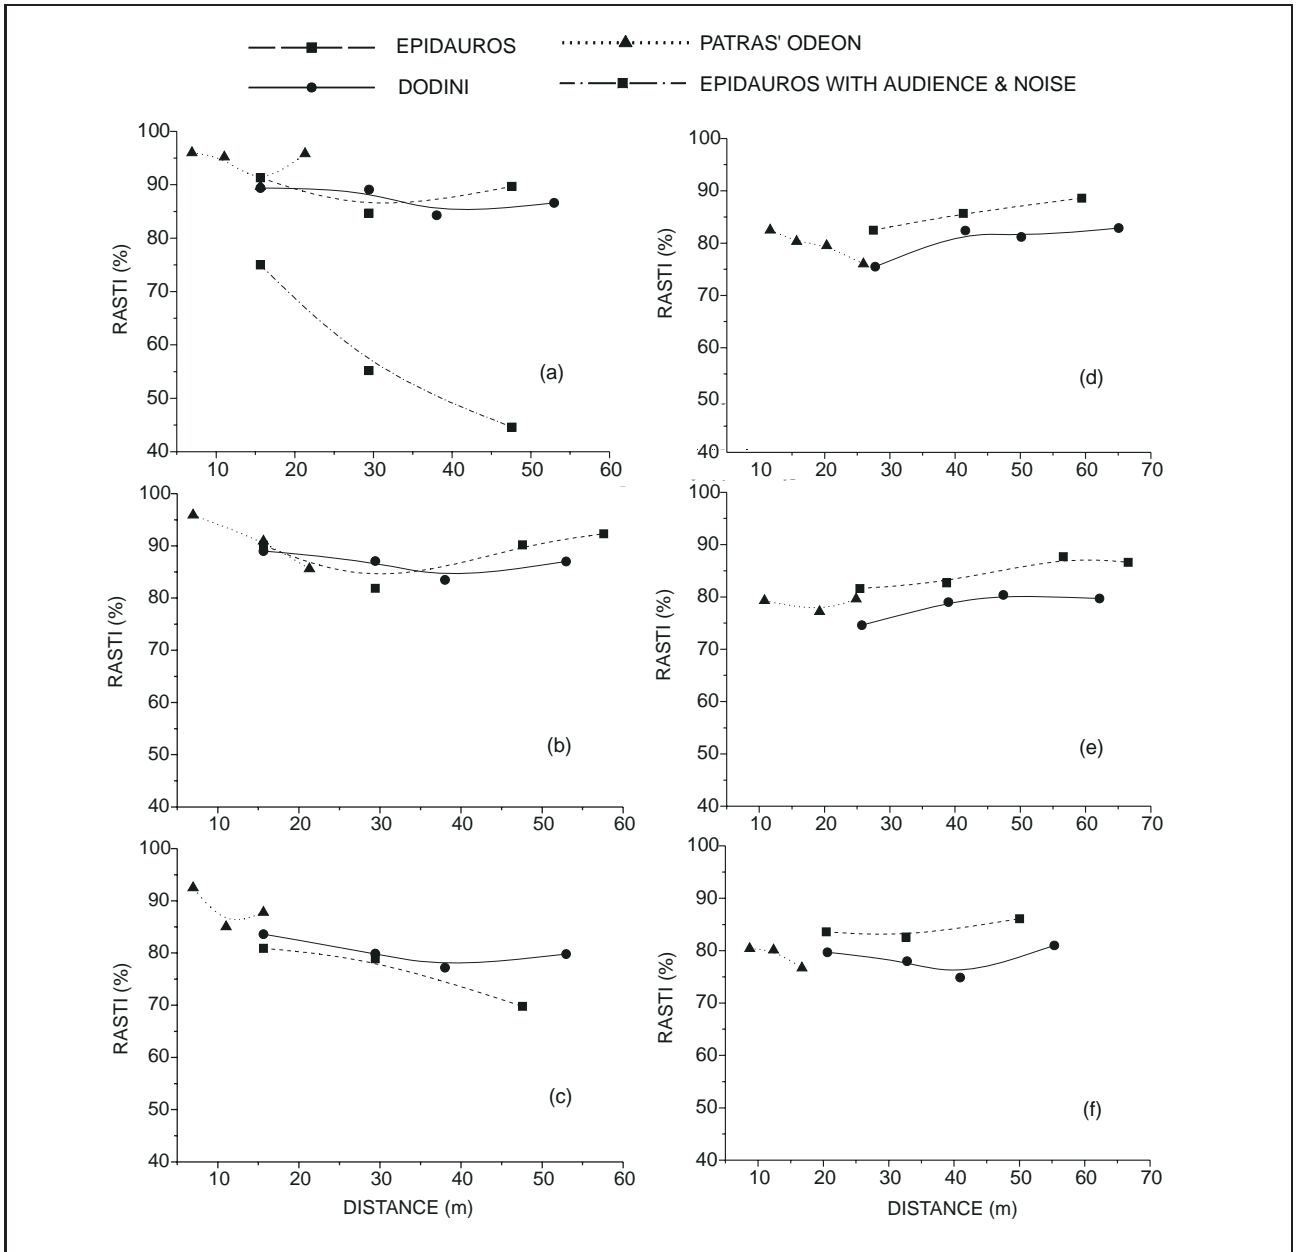 EPIDAUROS
PATRAS' ODEON
DODINI
EPIDAUROS WITH AUDIENCE & NOISE
100
90
80
70
60
50
40
RASTI (%)
(a)
10 20 30 40 50 60
100
90
80
70
60
50
40
RASTI (%)
(d)
10 20 30 40 50 60 70
100
90
80
70
60
50
40
RASTI (%)
(b)
10 20 30 40 50 60
100
90
80
70
60
50
40
RASTI (%)
(e)
10 20 30 40 50 60 70
100
90
80
70
60
50
40
RASTI (%)
(c)
10 20 30 40 50 60
DISTANCE (m)
100
90
80
70
60
50
40
RASTI (%)
(f)
10 20 30 40 50 60 70
DISTANCE (m)